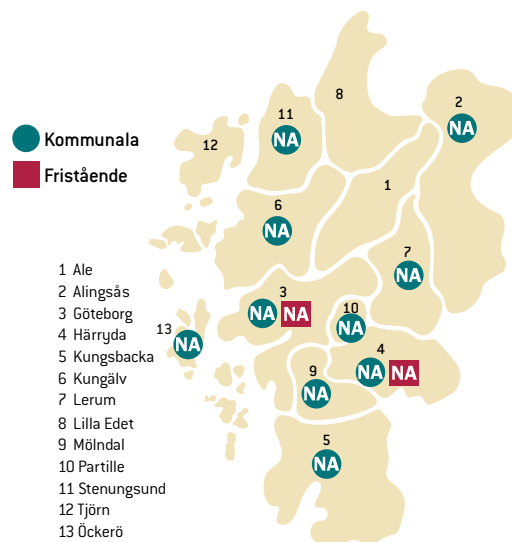 8
2
NA
11
NA
Kommunala
12
Fristående
1
6
NA
7
NA
1 Ale
2 Alingsås
3 Göteborg
4 Härryda
5 Kungsbacka
6 Kungälv
7 Lerum
8 Lilla Edet
9 Mölndal
10 Partille
11 Stenungsund
12 Tjörn
13 Öckerö
3
NA NA
10
NA
13
NA
4
NA NA
9
NA
5
NA